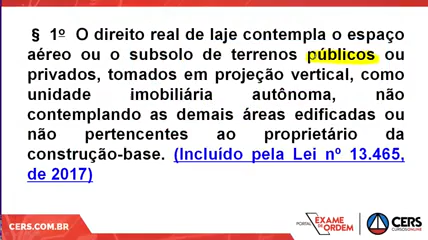 § 1º O direito real de laje contempla o espaço
aéreo ou o subsolo de terrenos públicos ou
privados, tomados em projeção vertical, como
unidade imobiliária autônoma, não
contemplando as demais áreas edificadas ou
não pertencentes ao proprietário da
construção-base. (Incluído pela Lei nº 13.465,
de 2017)
CERS.COM.BR
PORTAL EXAME DE ORDEM
CERS
CURSOS ONLINE